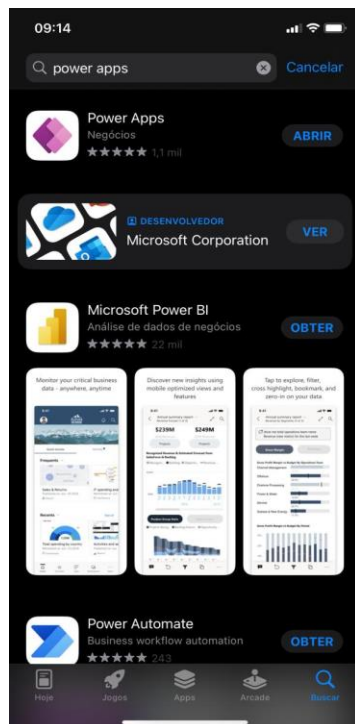 09:14
power apps
Cancelar
Power Apps
Negócios
ABRIR
★★★★★ 1,1 mil
DESENVOLVEDOR
Microsoft Corporation
VER
Microsoft Power BI
Análise de dados de negócios
OBTER
★★★★★ 22 mil
Monitor your critical business
data - anywhere, anytime
Discover new insights using
mobile optimized views and
features
Tap to explore, filter,
cross highlight, bookmark, and
zero-in on your data.
$239M
$249M
Frequents
Recents
Power Automate
Business workflow automation
OBTER
★★★★★ 243
Hoje
Jogos
Apps
Arcade
Buscar